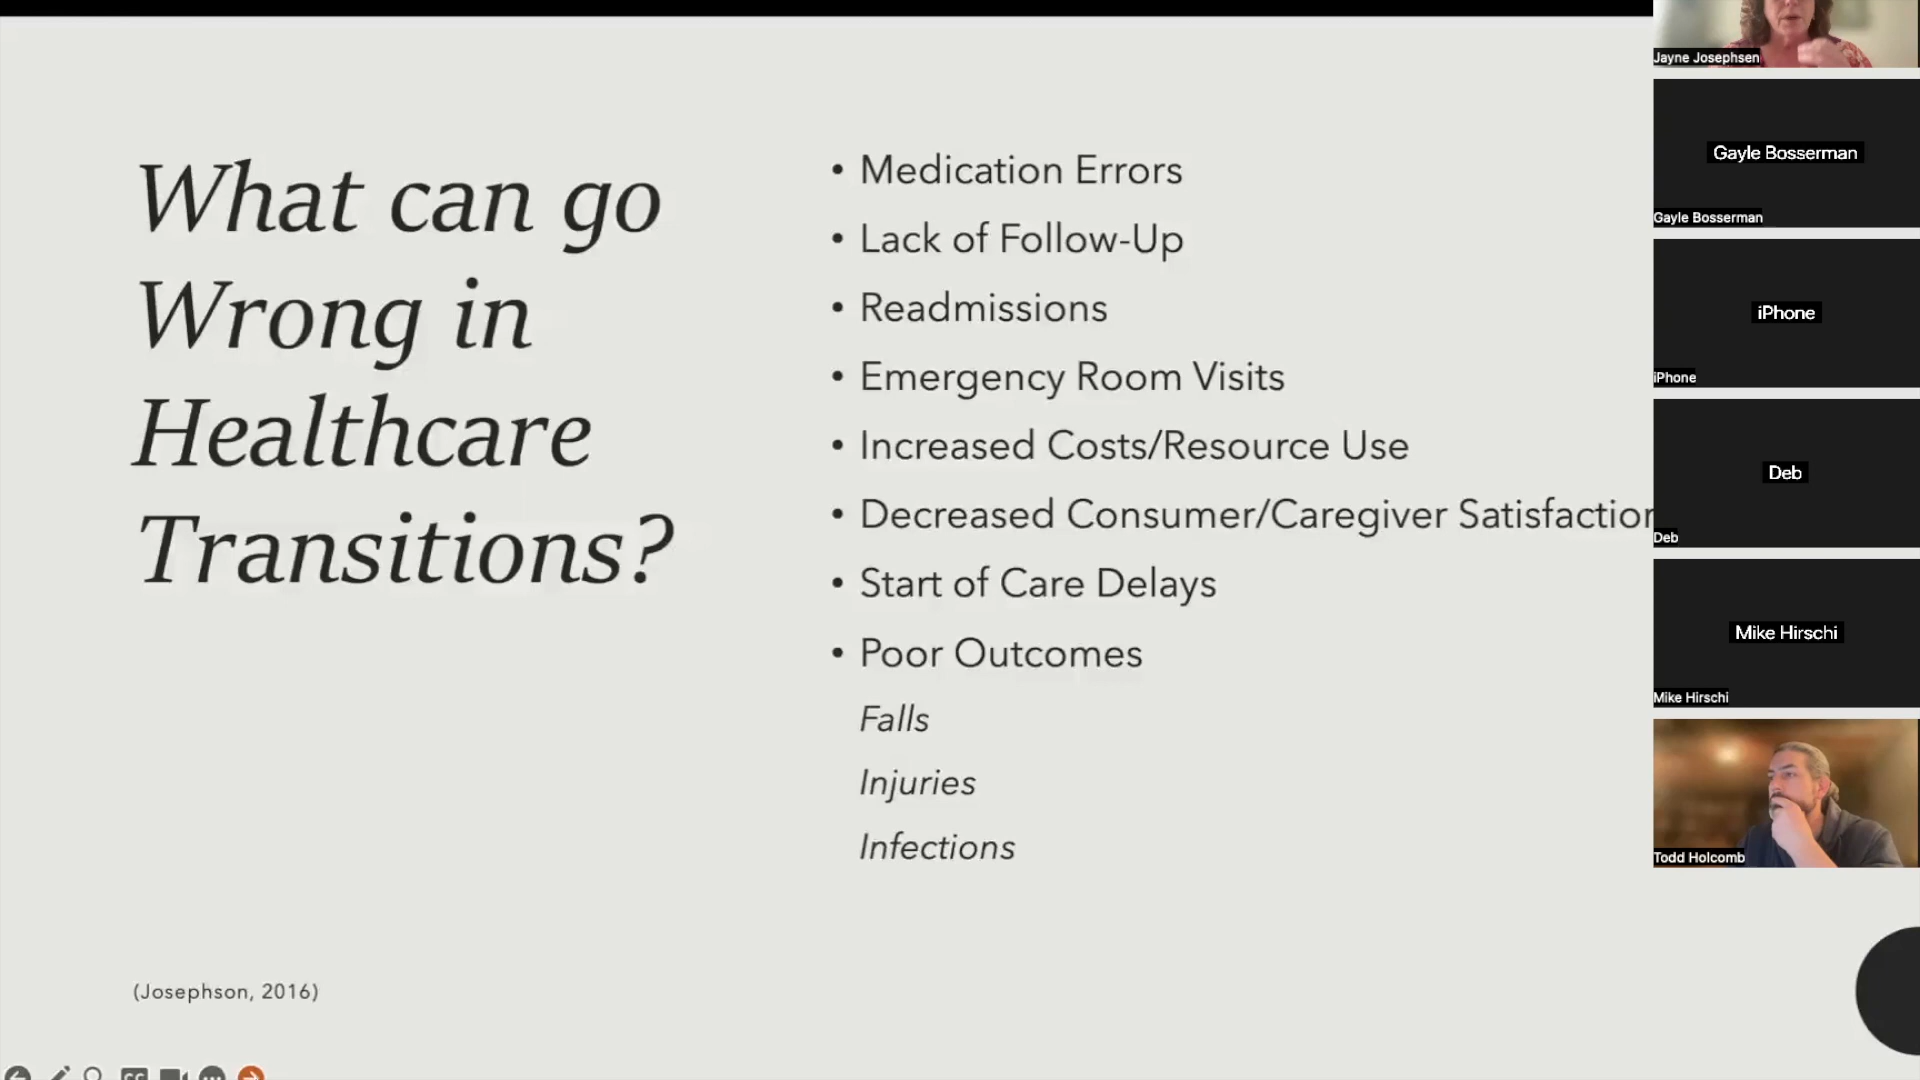 What can go
Wrong in
Healthcare
Transitions?
(Josephson, 2016)
• Medication Errors
• Lack of Follow-Up
• Readmissions
• Emergency Room Visits
• Increased Costs/Resource Use
• Decreased Consumer/Caregiver Satisfaction
• Start of Care Delays
• Poor Outcomes
Falls
Injuries
Infections
Jayne Josephsen
Gayle Bosserman
Gayle Bosserman
iPhone
iPhone
Deb
Deb
Mike Hirschi
Mike Hirschi
Todd Holcomb
CC